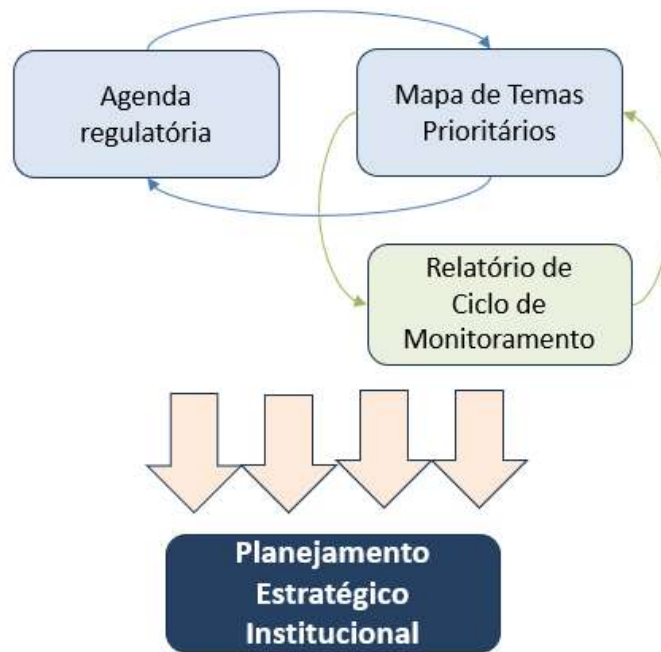 Agenda
regulatória
Mapa de Temas
Prioritários
Relatório de
Ciclo de
Monitoramento
Planejamento
Estratégico
Institucional